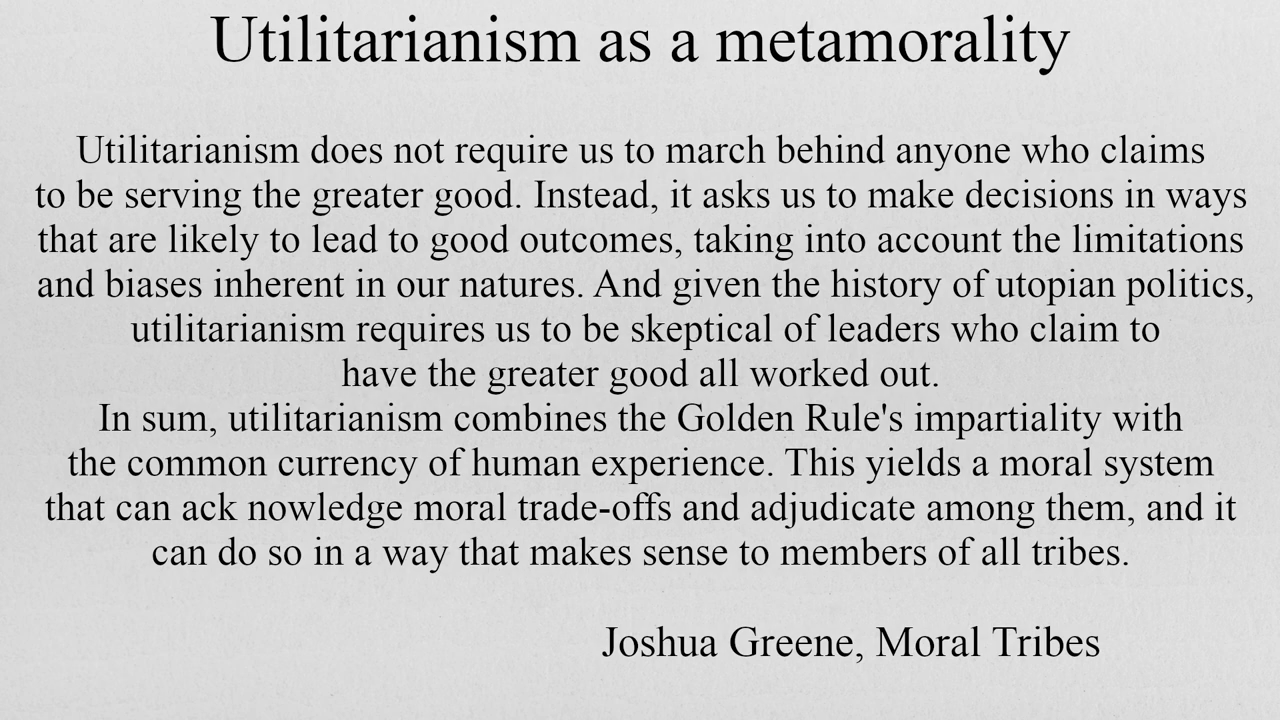 Utilitarianism as a metamorality
Utilitarianism does not require us to march behind anyone who claims
to be serving the greater good. Instead, it asks us to make decisions in ways
that are likely to lead to good outcomes, taking into account the limitations
and biases inherent in our natures. And given the history of utopian politics,
utilitarianism requires us to be skeptical of leaders who claim to
have the greater good all worked out.
In sum, utilitarianism combines the Golden Rule's impartiality with
the common currency of human experience. This yields a moral system
that can ack nowledge moral trade-offs and adjudicate among them, and it
can do so in a way that makes sense to members of all tribes.
Joshua Greene, Moral Tribes